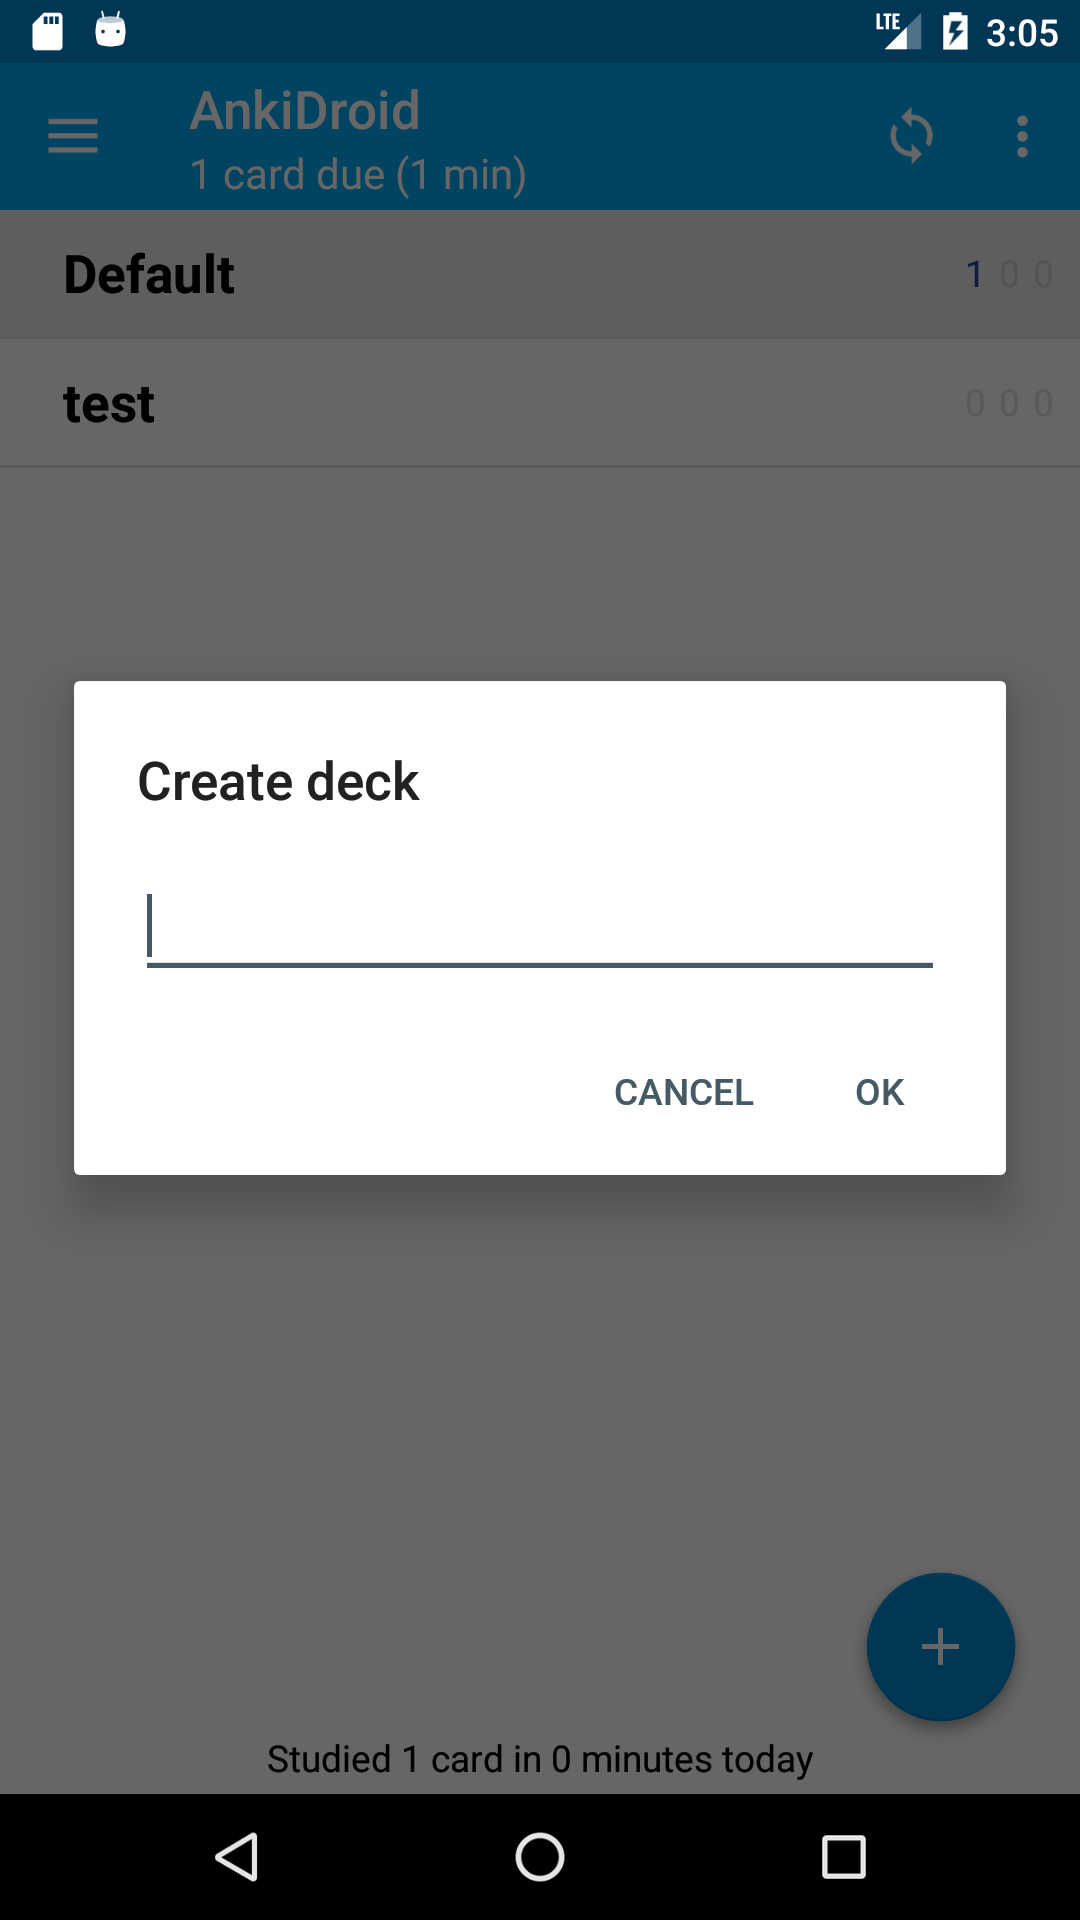 LTE 3:05
AnkiDroid
1 card due (1 min)
Default 1 0 0
test 0 0 0
Create deck
CANCEL OK
Studied 1 card in 0 minutes today